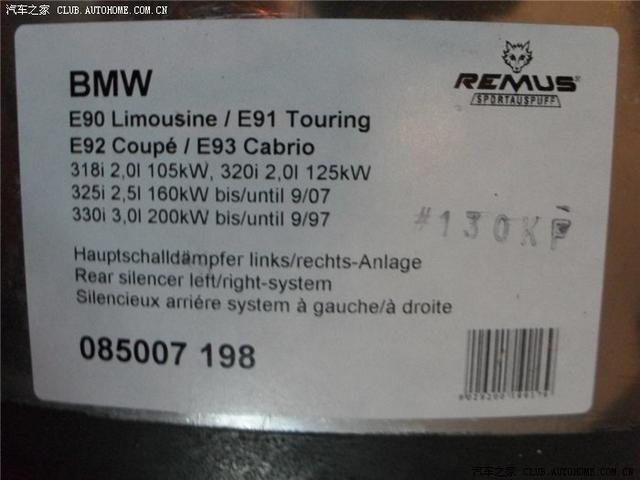 汽车之家 CLUB.AUTOHOME.COM.CN
BMW
REMUS®
SPORTAUSPUFF
E90 Limousine / E91 Touring
E92 Coupé / E93 Cabrio
318i 2,0l 105kW, 320i 2,0l 125kW
325i 2,5l 160kW bis/until 9/07
330i 3,0l 200kW bis/until 9/97
#130KP
Hauptschalldämpfer links/rechts-Anlage
Rear silencer left/right-system
Silencieux arriére system à gauche/à droite
085007 198
汽车之家 CLUB.AUTOHOME.COM.CN